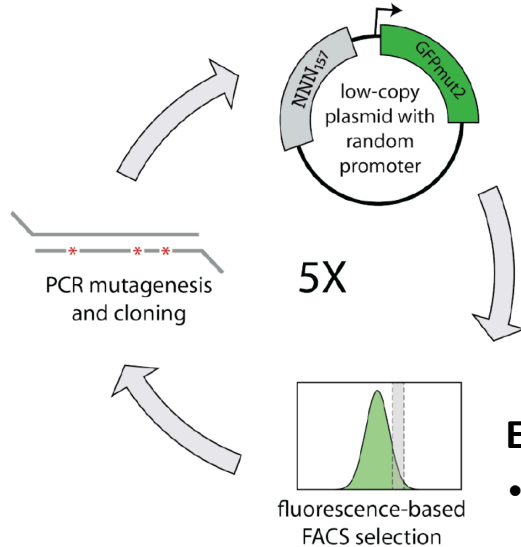 NNN157
GFPmut2
low-copy
plasmid with
random
promoter
* * *
PCR mutagenesis
and cloning
5X
E
•
fluorescence-based
FACS selection